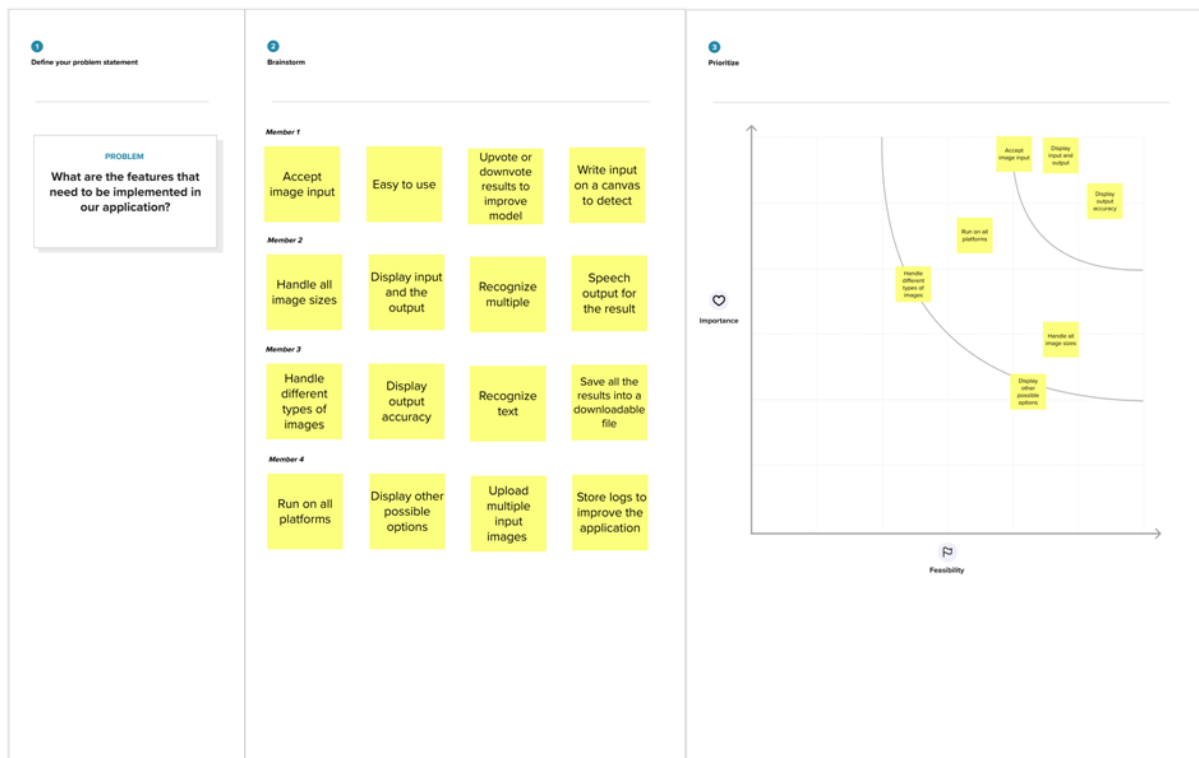 1
Define your problem statement
PROBLEM
What are the features that
need to be implemented in
our application?
2
Brainstorm
Member 1
Accept
image input
Easy to use
Upvote or
downvote
results to
improve
model
Write input
on a canvas
to detect
Member 2
Handle all
image sizes
Display input
and the
output
Recognize
multiple
Speech
output for
the result
Member 3
Handle
different
types of
images
Display
output
accuracy
Recognize
text
Save all the
results into a
downloadable
file
Member 4
Run on all
platforms
Display other
possible
options
Upload
multiple
input
images
Store logs to
improve the
application
3
Prioritize
Accept
image input
Display
input and
output
Display
output
accuracy
Run on all
platforms
Handle
different
types of
images
Importance
Handle all
image sizes
Display
other
possible
options
Feasibility